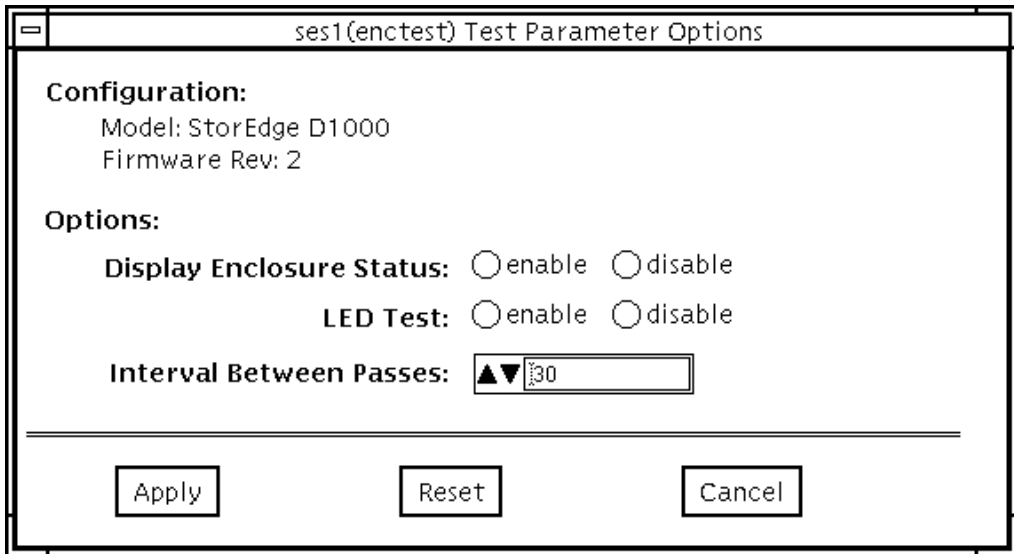 ses1(enctest) Test Parameter Options
Configuration:
Model: StorEdge D1000
Firmware Rev: 2
Options:
Display Enclosure Status: enable disable
LED Test: enable disable
Interval Between Passes: 30
Apply Reset Cancel